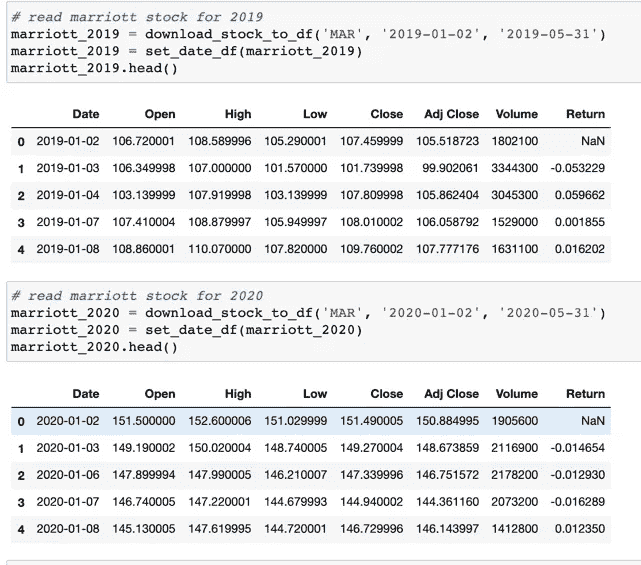 # read marriott stock for 2019
marriott_2019 = download_stock_to_df('MAR', '2019-01-02', '2019-05-31')
marriott_2019 = set_date_df(marriott_2019)
marriott_2019.head()
Date Open High Low Close Adj Close Volume Return
0 2019-01-02 106.720001 108.589996 105.290001 107.459999 105.518723 1802100 NaN
1 2019-01-03 106.349998 107.000000 101.570000 101.739998 99.902061 3344300 -0.053229
2 2019-01-04 103.139999 107.919998 103.139999 107.809998 105.862404 3045300 0.059662
3 2019-01-07 107.410004 108.879997 105.949997 108.010002 106.058792 1529000 0.001855
4 2019-01-08 108.860001 110.070000 107.820000 109.760002 107.777176 1631100 0.016202
# read marriott stock for 2020
marriott_2020 = download_stock_to_df('MAR', '2020-01-02', '2020-05-31')
marriott_2020 = set_date_df(marriott_2020)
marriott_2020.head()
Date Open High Low Close Adj Close Volume Return
0 2020-01-02 151.500000 152.600006 151.029999 151.490005 150.884995 1905600 NaN
1 2020-01-03 149.190002 150.020004 148.740005 149.270004 148.673859 2116900 -0.014654
2 2020-01-06 147.899994 147.990005 146.210007 147.339996 146.751572 2178200 -0.012930
3 2020-01-07 146.740005 147.220001 144.679993 144.940002 144.361160 2073200 -0.016289
4 2020-01-08 145.130005 147.619995 144.720001 146.729996 146.143997 1412800 0.012350